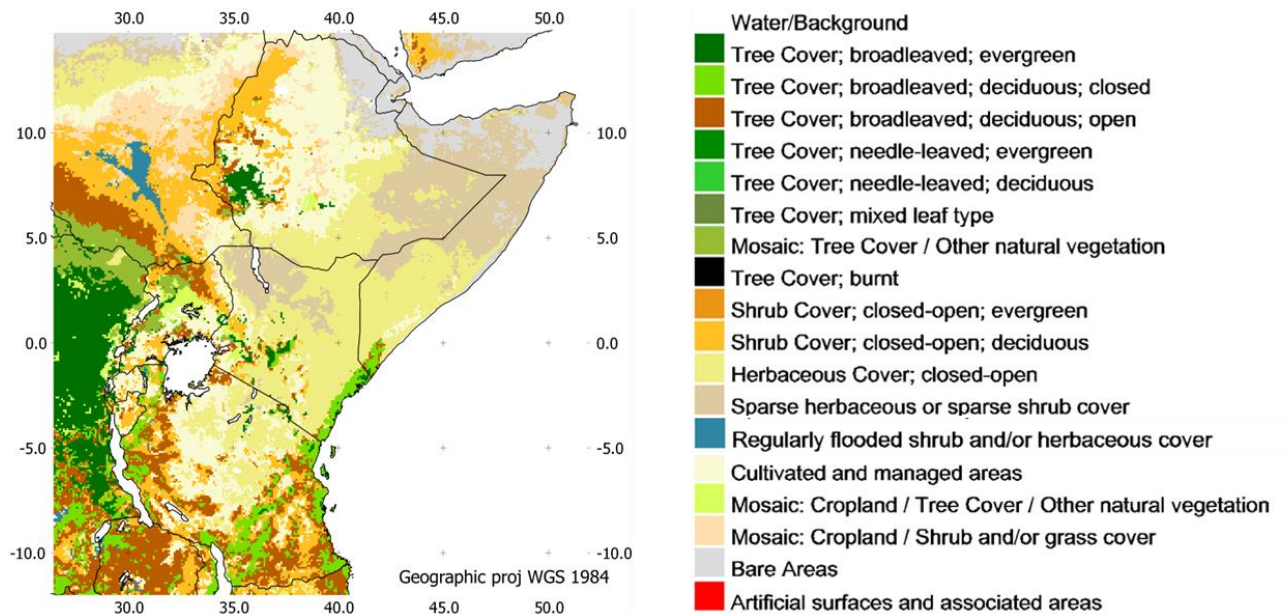 30.0 35.0 40.0 45.0 50.0
10.0 -10.0
5.0 5.0
0.0 0.0
-5.0 -5.0
-10.0 -10.0
Geographic proj WGS 1984
30.0 35.0 40.0 45.0 50.0
Water/Background
Tree Cover; broadleaved; evergreen
Tree Cover; broadleaved; deciduous; closed
Tree Cover; broadleaved; deciduous; open
Tree Cover; needle-leaved; evergreen
Tree Cover; needle-leaved; deciduous
Tree Cover; mixed leaf type
Mosaic: Tree Cover / Other natural vegetation
Tree Cover; burnt
Shrub Cover; closed-open; evergreen
Shrub Cover; closed-open; deciduous
Herbaceous Cover; closed-open
Sparse herbaceous or sparse shrub cover
Regularly flooded shrub and/or herbaceous cover
Cultivated and managed areas
Mosaic: Cropland / Tree Cover / Other natural vegetation
Mosaic: Cropland / Shrub and/or grass cover
Bare Areas
Artificial surfaces and associated areas